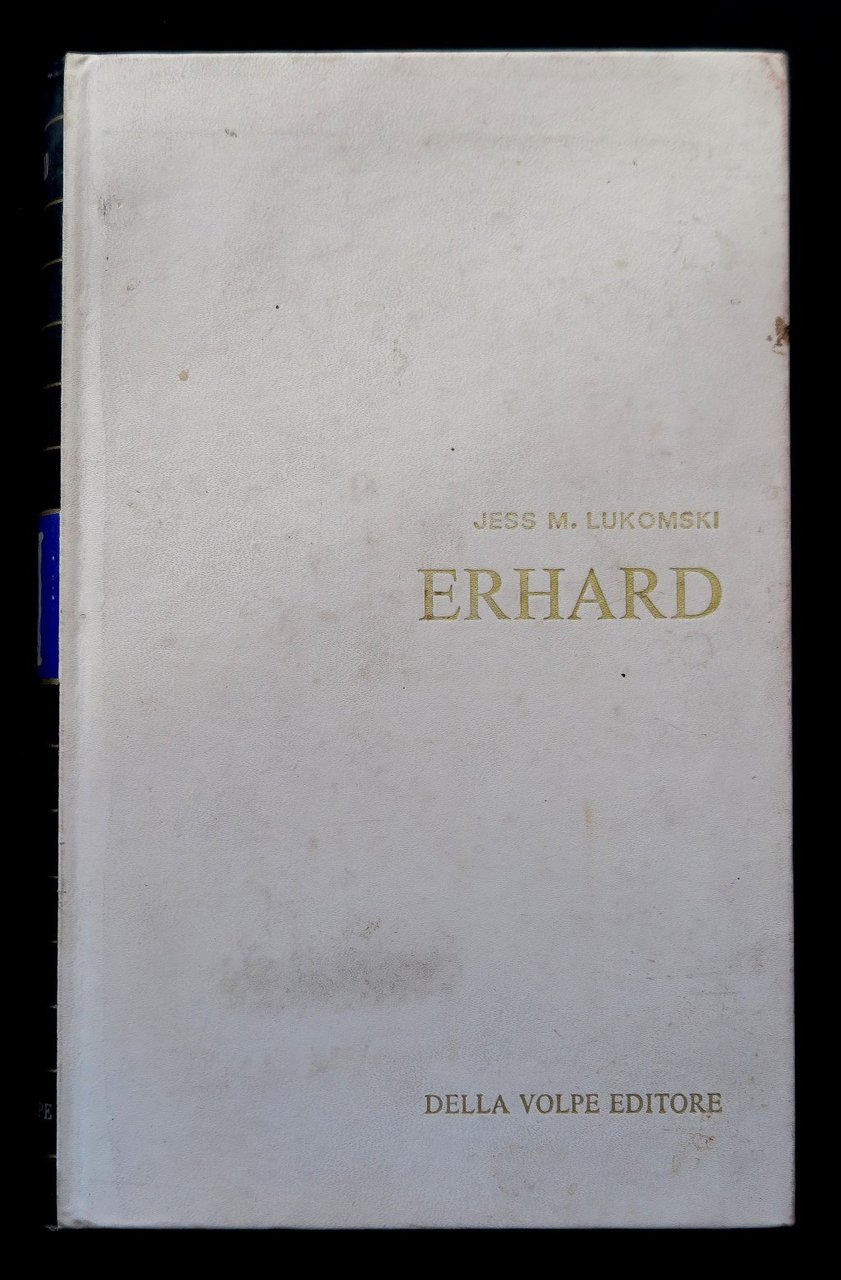 JESS M. LUKOMSKI
ERHARD
DELLA VOLPE EDITORE